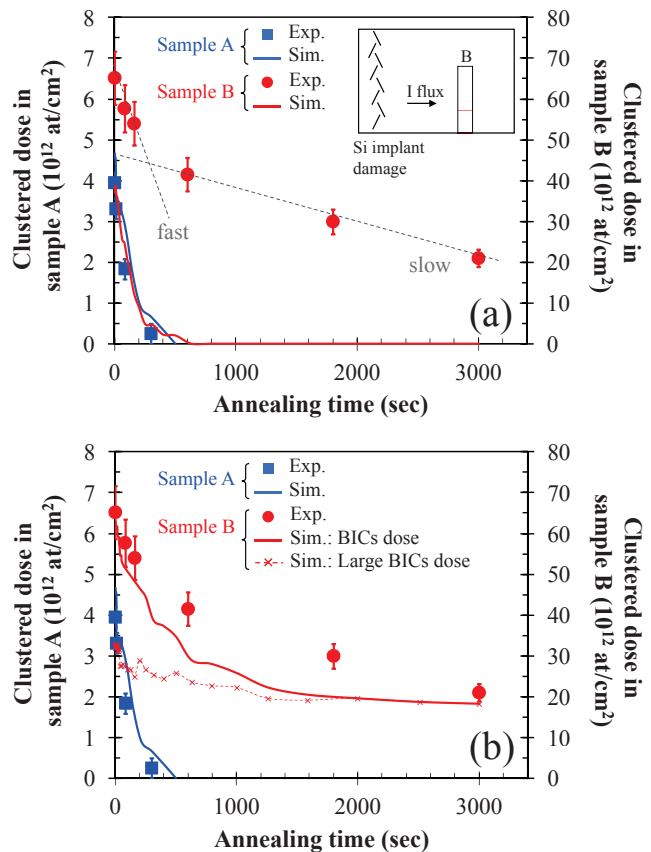 8
7
6
5
4
3
2
1
0
Clustered dose in
sample A (10¹² at/cm²)
80
70
60
50
40
30
20
10
0
Clustered dose in
sample B (10¹² at/cm²)
Sample A
Exp.
Sim.
Sample B
Exp.
Sim.
B
I flux
Si implant
damage
fast
slow
(a)
0 1000 2000 3000
Annealing time (sec)
8
7
6
5
4
3
2
1
0
Clustered dose in
sample A (10¹² at/cm²)
80
70
60
50
40
30
20
10
0
Clustered dose in
sample B (10¹² at/cm²)
Sample A
Exp.
Sim.
Sample B
Exp.
Sim.: BICs dose
Sim.: Large BICs dose
(b)
0 1000 2000 3000
Annealing time (sec)